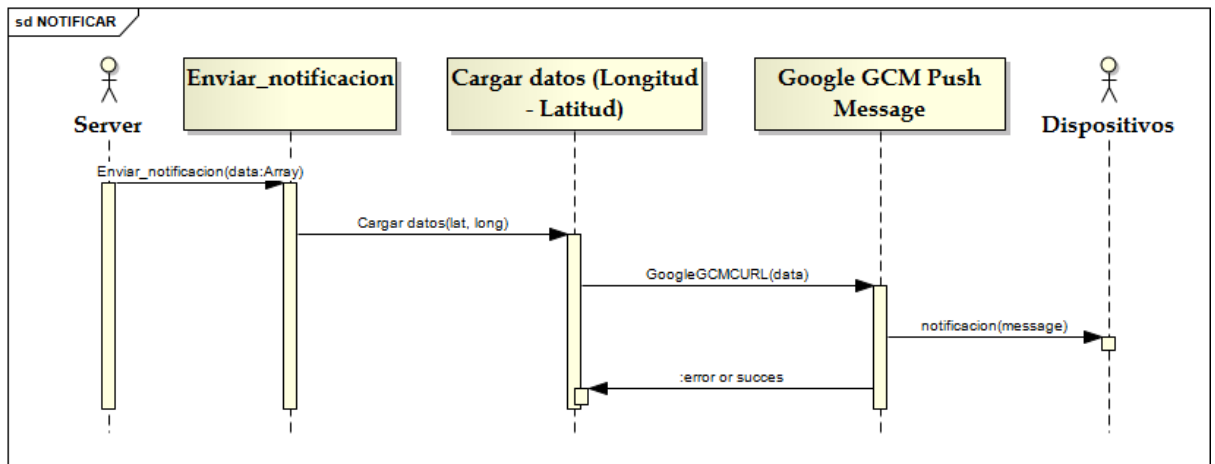 sd NOTIFICAR
Server
Enviar_notificacion
Cargar datos (Longitud
- Latitud)
Google GCM Push
Message
Dispositivos
Enviar_notificacion(data:Array)
Cargar datos(lat, long)
GoogleGCMCURL(data)
notificacion(message)
:error or succes